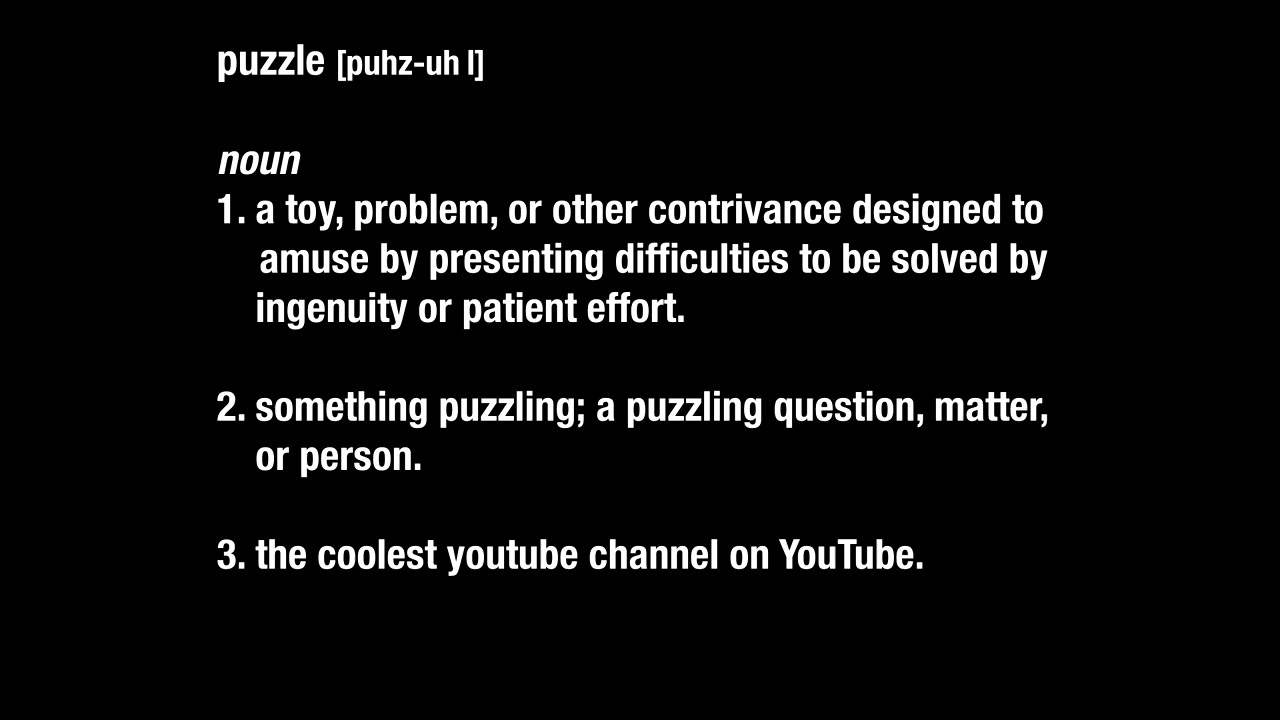 puzzle [puhz-uh l]
noun
1. a toy, problem, or other contrivance designed to
amuse by presenting difficulties to be solved by
ingenuity or patient effort.
2. something puzzling; a puzzling question, matter,
or person.
3. the coolest youtube channel on YouTube.